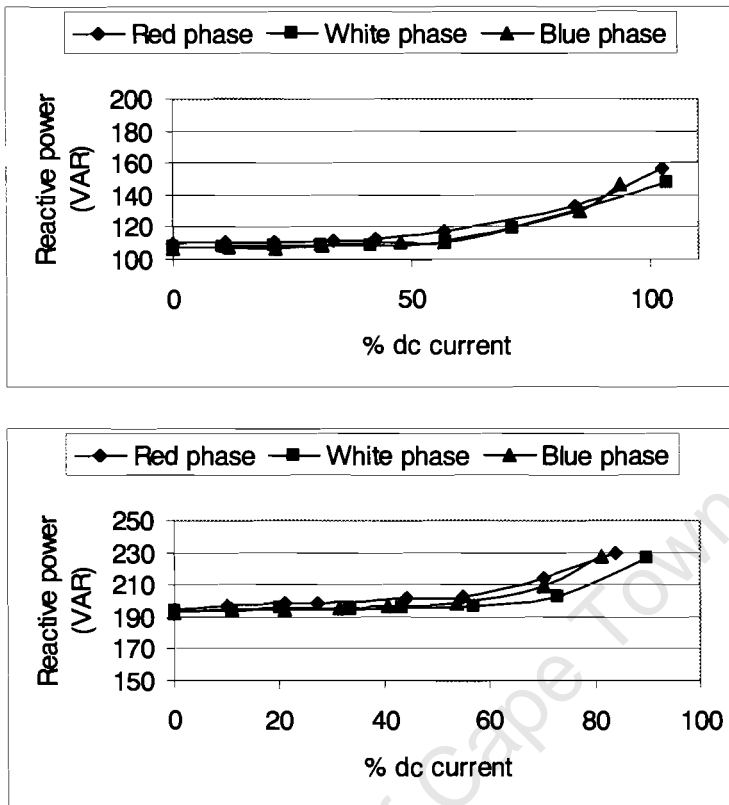 Red phase White phase Blue phase
200
180
160
140
120
100
Reactive power
(VAR)
0 50 100
% dc current
Red phase White phase Blue phase
250
230
210
190
170
150
Reactive power
(VAR)
0 20 40 60 80 100
% dc current
Cape Town